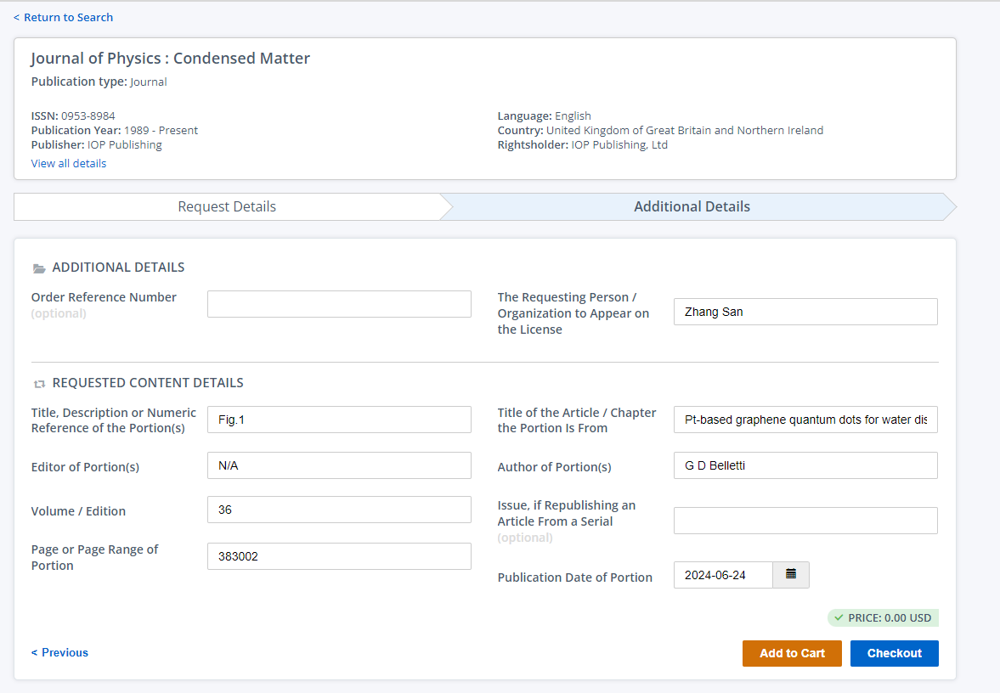 < Return to Search
Journal of Physics : Condensed Matter
Publication type: Journal
ISSN: 0953-8984
Publication Year: 1989 - Present
Publisher: IOP Publishing
View all details
Language: English
Country: United Kingdom of Great Britain and Northern Ireland
Rightsholder: IOP Publishing, Ltd
Request Details
Additional Details
ADDITIONAL DETAILS
Order Reference Number
(optional)
The Requesting Person /
Organization to Appear on
the License
Zhang San
REQUESTED CONTENT DETAILS
Title, Description or Numeric
Reference of the Portion(s)
Fig.1
Title of the Article / Chapter
the Portion Is From
Pt-based graphene quantum dots for water dis
Editor of Portion(s)
N/A
Author of Portion(s)
G D Belletti
Volume / Edition
36
Issue, if Republishing an
Article From a Serial
(optional)
Page or Page Range of
Portion
383002
Publication Date of Portion
2024-06-24
PRICE: 0.00 USD
< Previous
Add to Cart
Checkout